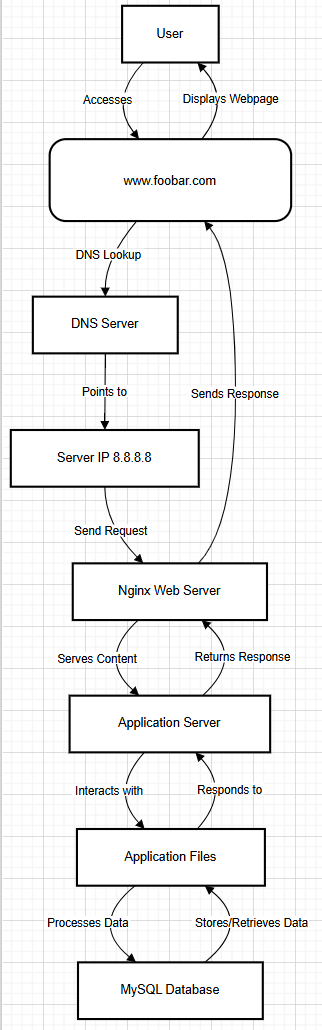 User
Accesses
Displays Webpage
www.foobar.com
DNS Lookup
DNS Server
Points to
Sends Response
Server IP 8.8.8.8
Send Request
Nginx Web Server
Serves Content
Returns Response
Application Server
Interacts with
Responds to
Application Files
Processes Data
Stores/Retrieves Data
MySQL Database